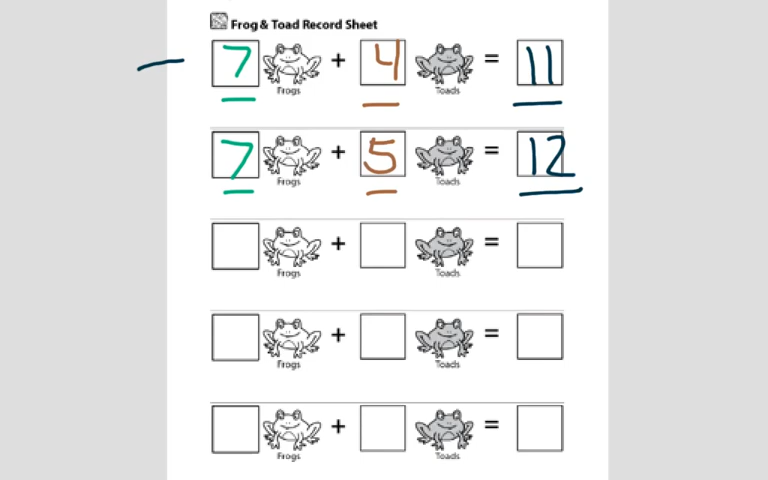 Frog & Toad Record Sheet
7 + 4 = 11
Frogs Toads
7 + 5 = 12
Frogs Toads
+ =
Frogs Toads
+ =
Frogs Toads
+ =
Frogs Toads